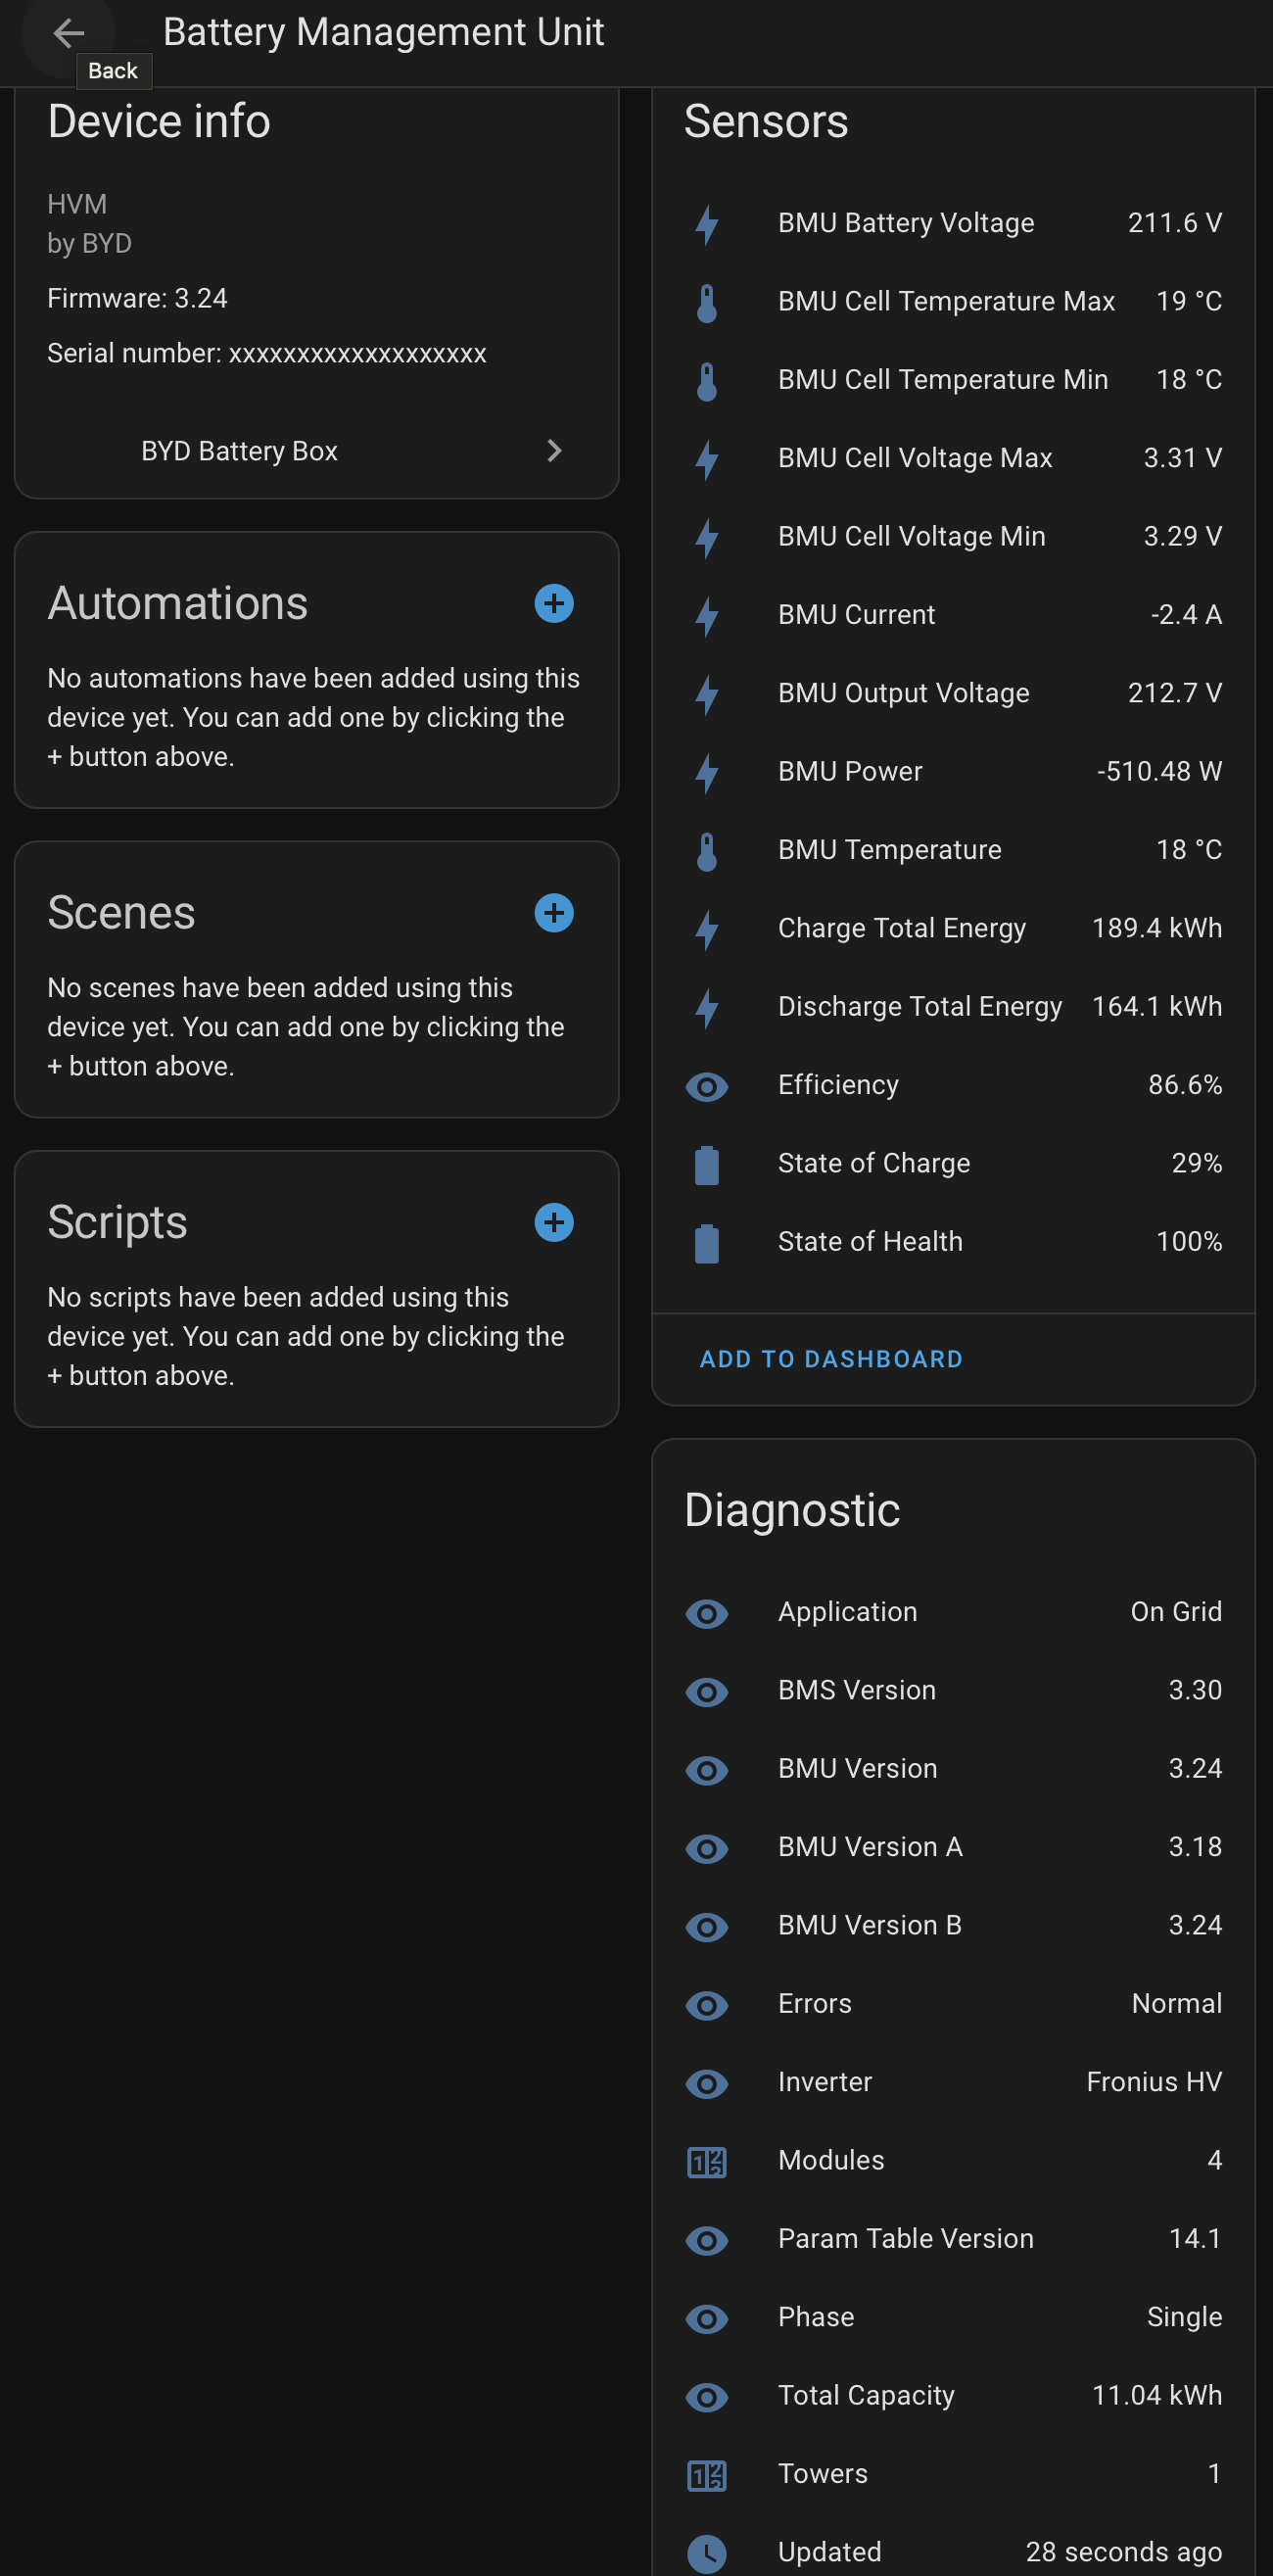 Battery Management Unit
Back
Device info
HVM
by BYD
Firmware: 3.24
Serial number: xxxxxxxxxxxxxxxxxxx
BYD Battery Box
Automations
No automations have been added using this
device yet. You can add one by clicking the
+ button above.
Scenes
No scenes have been added using this
device yet. You can add one by clicking the
+ button above.
Scripts
No scripts have been added using this
device yet. You can add one by clicking the
+ button above.
Sensors
BMU Battery Voltage 211.6 V
BMU Cell Temperature Max 19 °C
BMU Cell Temperature Min 18 °C
BMU Cell Voltage Max 3.31 V
BMU Cell Voltage Min 3.29 V
BMU Current -2.4 A
BMU Output Voltage 212.7 V
BMU Power -510.48 W
BMU Temperature 18 °C
Charge Total Energy 189.4 kWh
Discharge Total Energy 164.1 kWh
Efficiency 86.6%
State of Charge 29%
State of Health 100%
ADD TO DASHBOARD
Diagnostic
Application On Grid
BMS Version 3.30
BMU Version 3.24
BMU Version A 3.18
BMU Version B 3.24
Errors Normal
Inverter Fronius HV
Modules 4
Param Table Version 14.1
Phase Single
Total Capacity 11.04 kWh
Towers 1
Updated 28 seconds ago